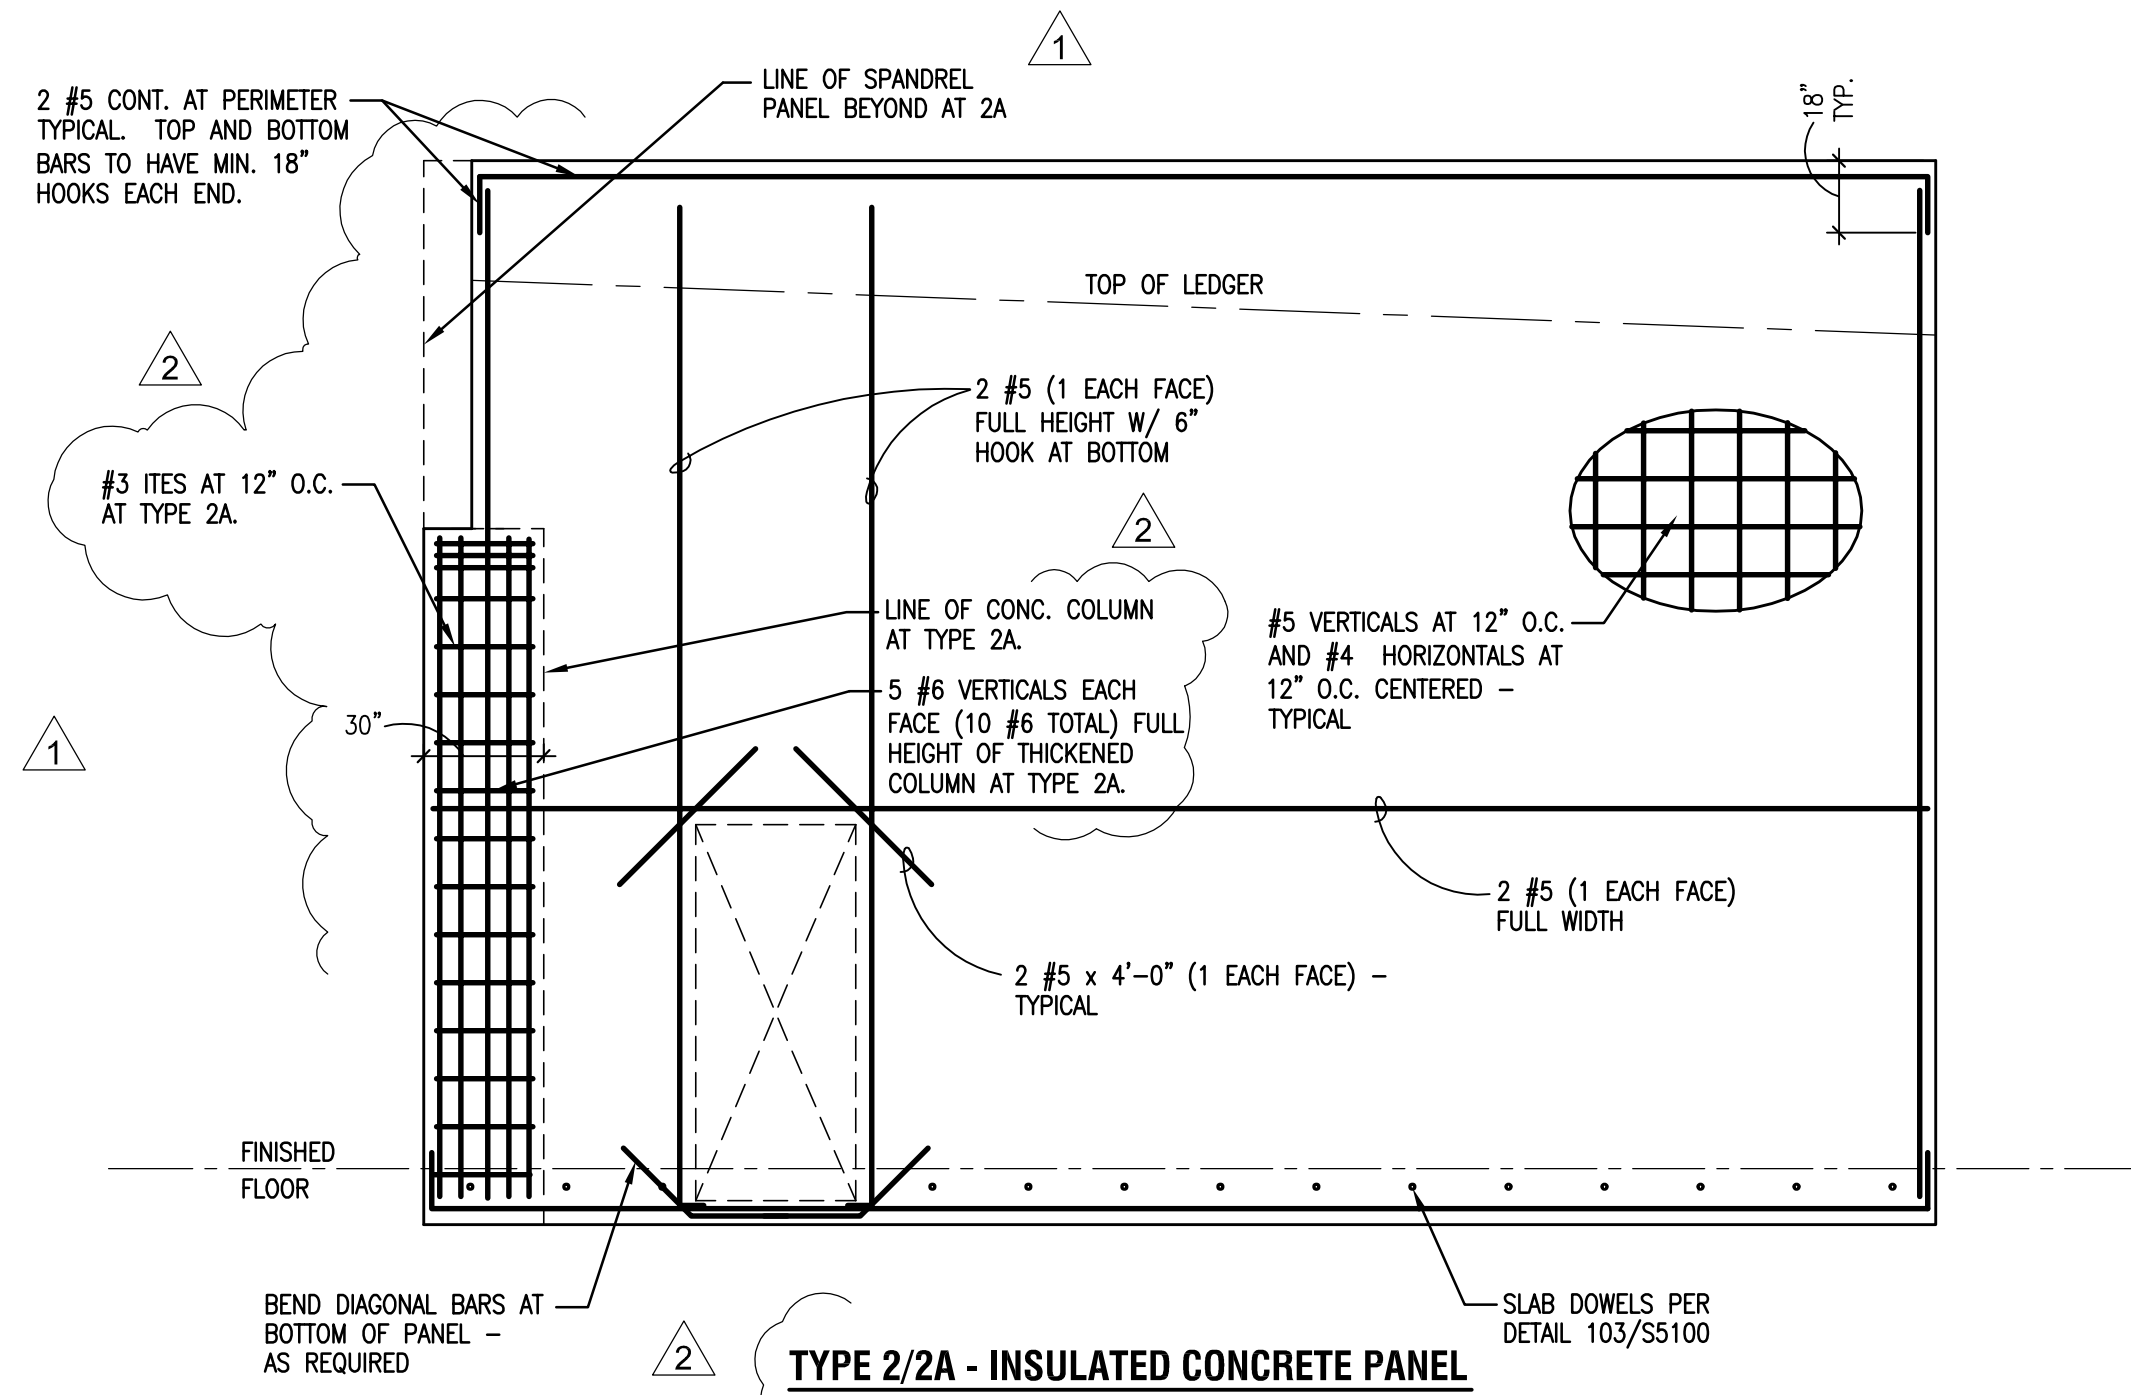 1
LINE OF SPANDREL
PANEL BEYOND AT 2A
2 #5 CONT. AT PERIMETER
TYPICAL. TOP AND BOTTOM
BARS TO HAVE MIN. 18"
HOOKS EACH END.
18"
TYP.
TOP OF LEDGER
2
2 #5 (1 EACH FACE)
FULL HEIGHT W/ 6"
HOOK AT BOTTOM
#3 ITES AT 12" O.C.
AT TYPE 2A.
2
LINE OF CONC. COLUMN
AT TYPE 2A.
#5 VERTICALS AT 12" O.C.
AND #4 HORIZONTALS AT
12" O.C. CENTERED -
TYPICAL
5 #6 VERTICALS EACH
FACE (10 #6 TOTAL) FULL
HEIGHT OF THICKENED
COLUMN AT TYPE 2A.
30"
1
2 #5 (1 EACH FACE)
FULL WIDTH
2 #5 x 4'-0" (1 EACH FACE) -
TYPICAL
FINISHED
FLOOR
BEND DIAGONAL BARS AT
BOTTOM OF PANEL -
AS REQUIRED
SLAB DOWELS PER
DETAIL 103/S5100
2
TYPE 2/2A - INSULATED CONCRETE PANEL